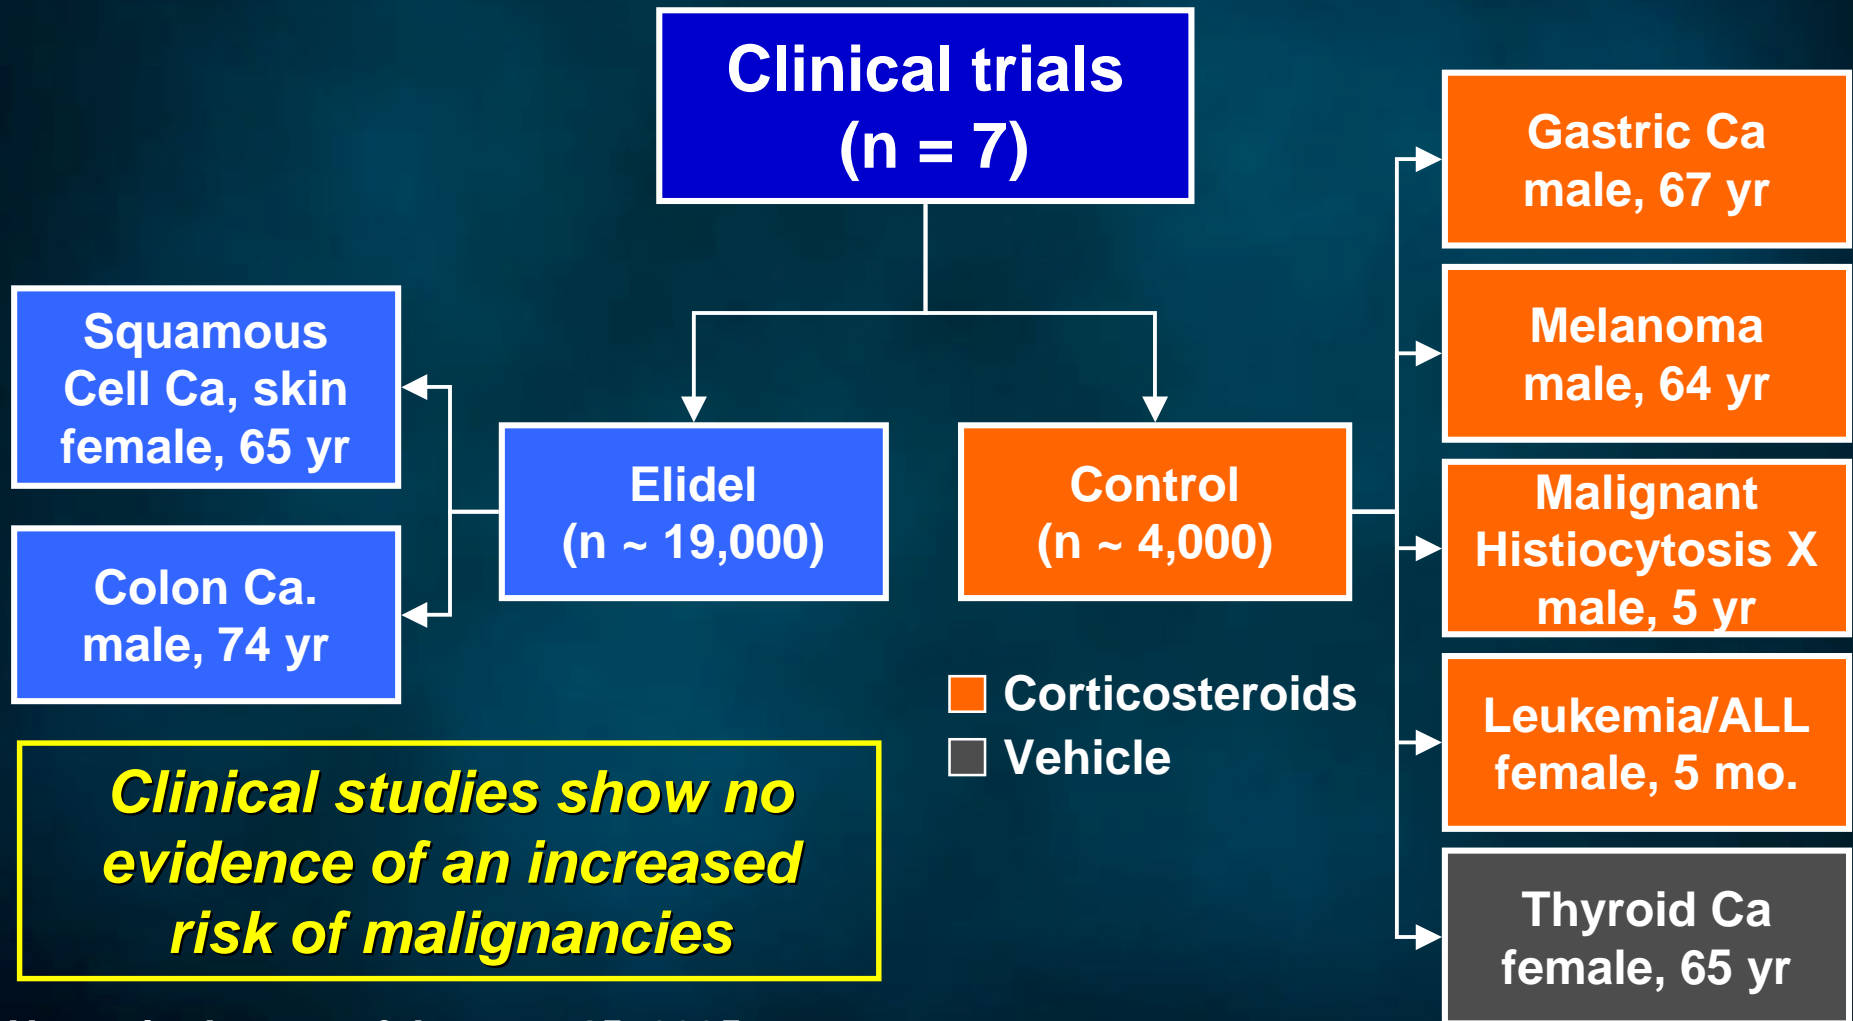 Clinical trials
(n = 7)
Squamous
Cell Ca, skin
female, 65 yr
Colon Ca.
male, 74 yr
Elidel
(n ~ 19,000)
Control
(n ~ 4,000)
Gastric Ca
male, 67 yr
Melanoma
male, 64 yr
Malignant
Histiocytosis X
male, 5 yr
Leukemia/ALL
female, 5 mo.
Thyroid Ca
female, 65 yr
Corticosteroids
Vehicle
Clinical studies show no
evidence of an increased
risk of malignancies